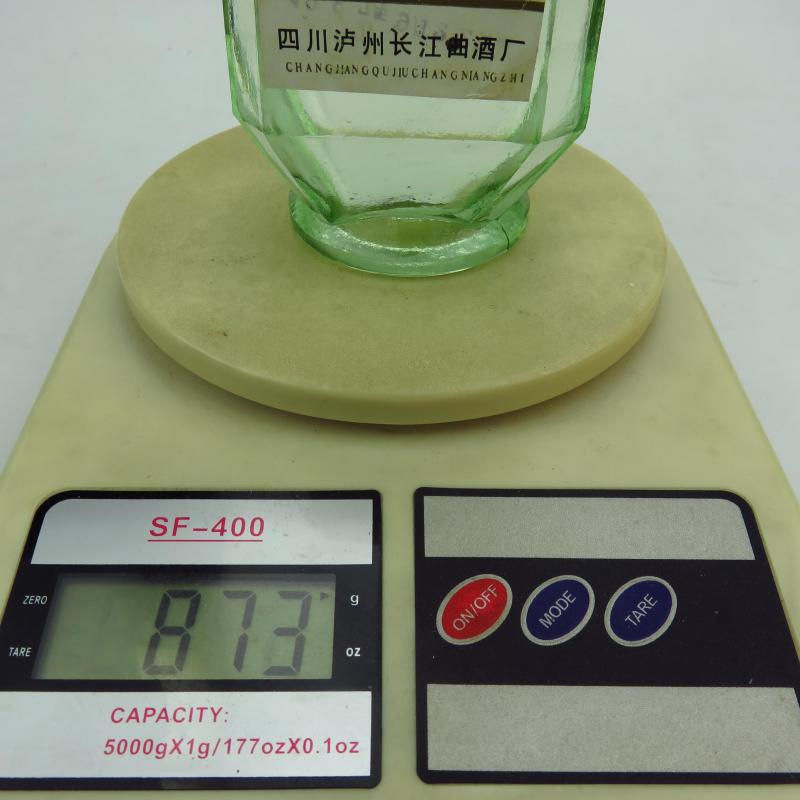 四川泸州长江曲酒厂
CHANGJIANGQUJIUCHANGNIANGZHI
SF-400
ZERO
873
g
TARE
oz
CAPACITY:
5000gX1g/177ozX0.1oz
ON/OFF
MODE
TARE